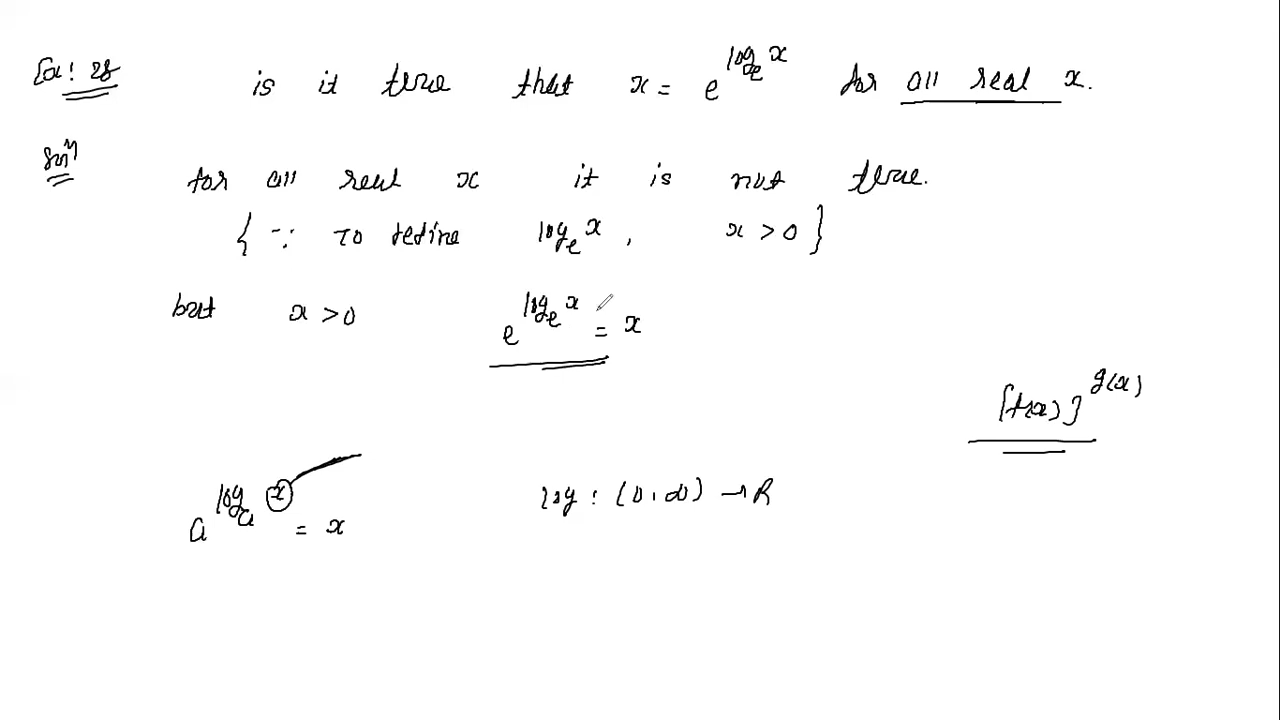 Ex: 28 is it true that x = e^{log_e x} for all real x.
Sol^n for all real x it is not true.
{ ∵ To define log_e x, x > 0 }
but x > 0 e^{log_e x} = x
[f(x)]^{g(x)}
a^{log_a x} = x log : (0, ∞) → R